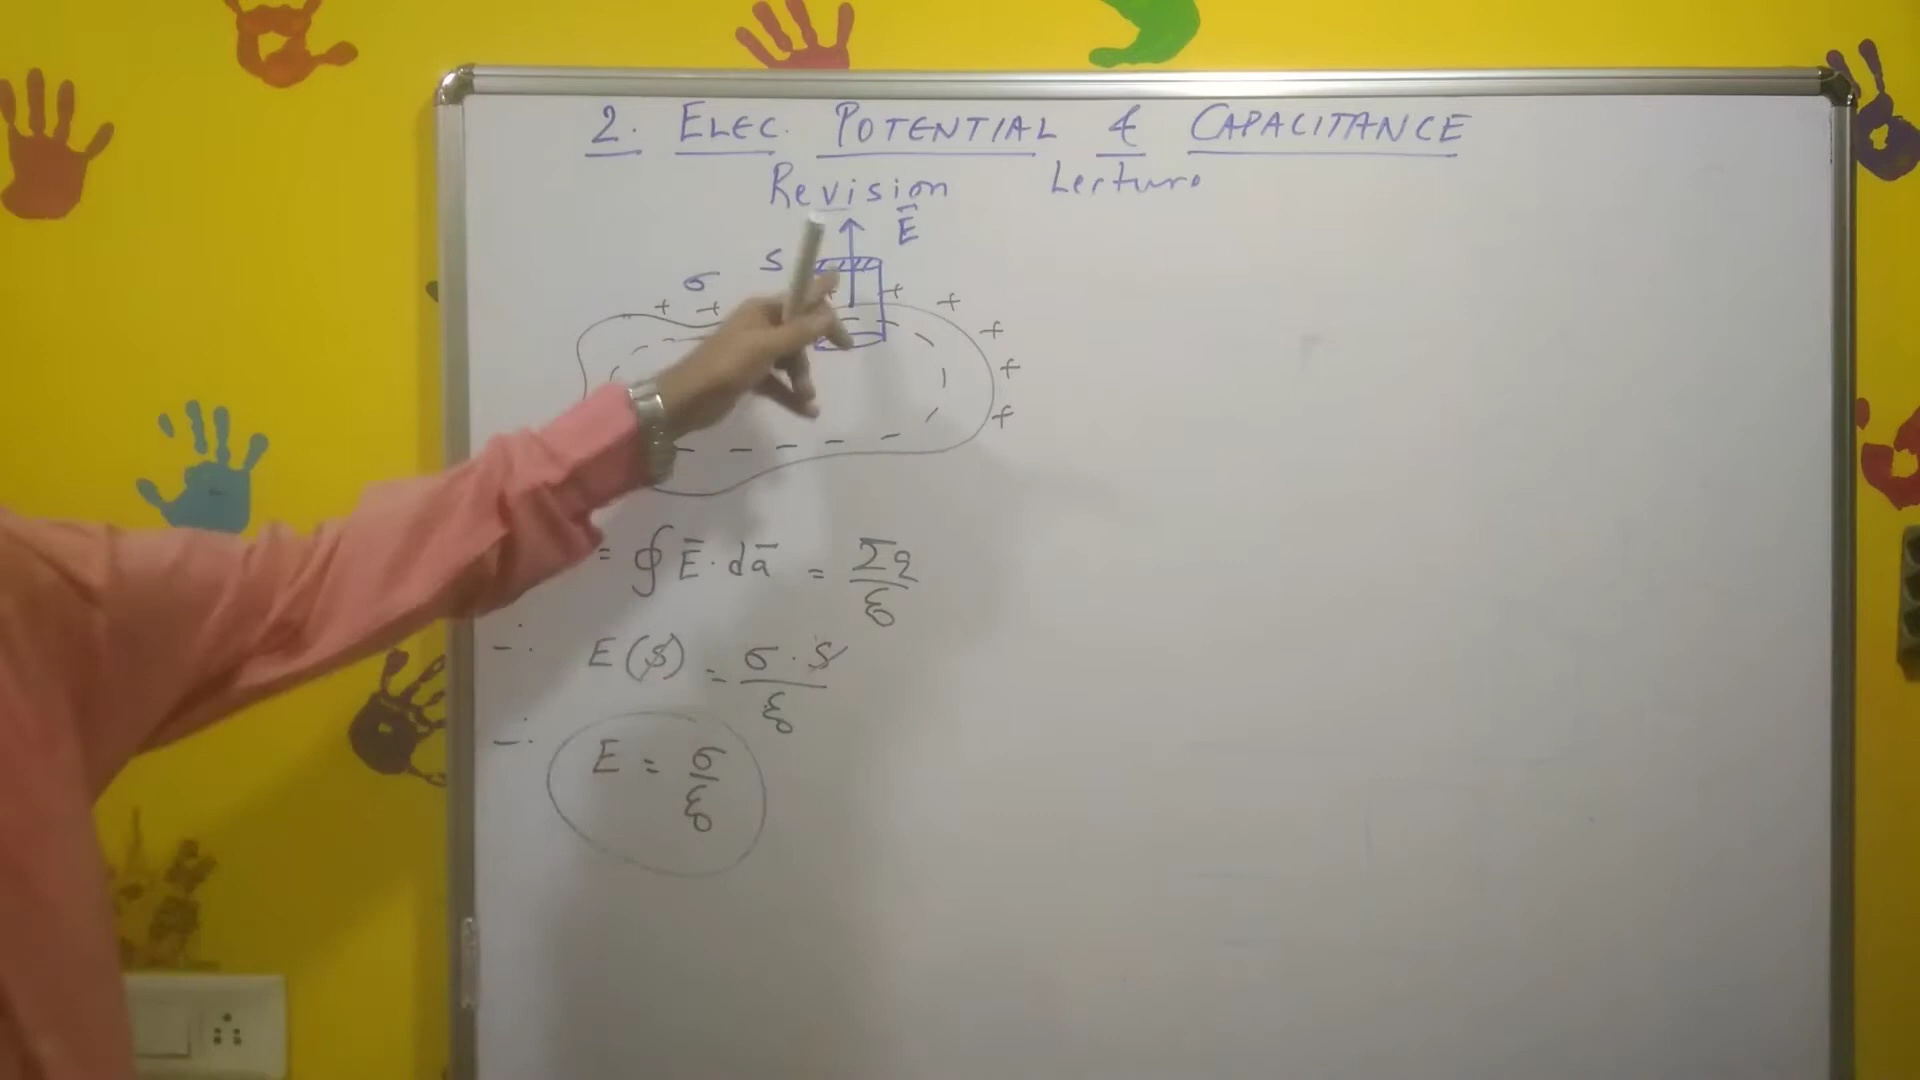 2. ELEC. POTENTIAL & CAPACITANCE
Revision Lecture
E̅
S
σ
+ + + + + + +
= ∮ E̅ · da̅ = Σq / ε₀
∴ E (S) = σ · S / ε₀
∴ E = σ / ε₀